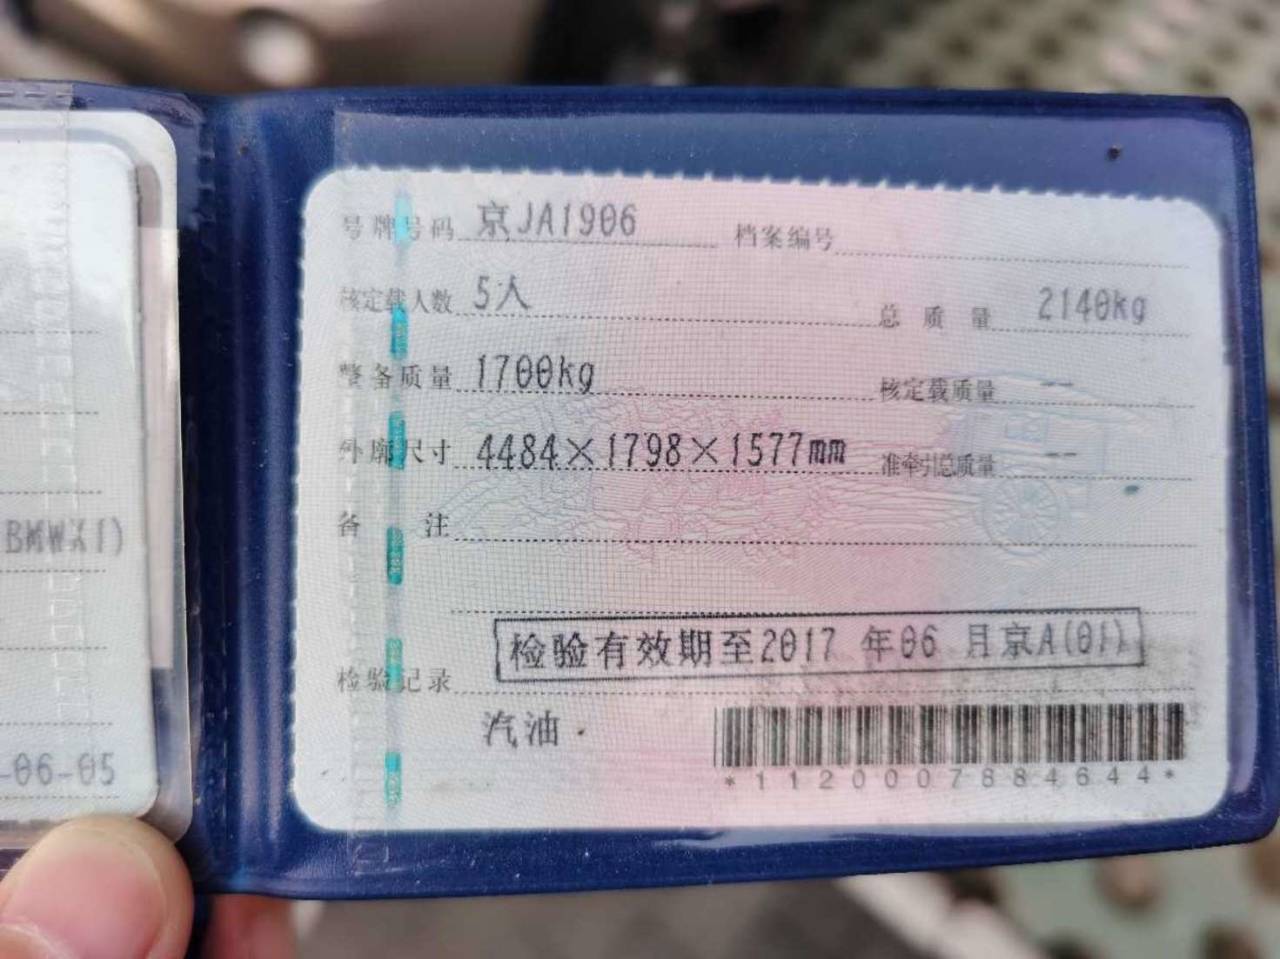 BMWX1)
-06-05
号牌号码 京JA1906 档案编号
核定载人数 5人 总质量 2140kg
整备质量 1700kg 核定载质量 --
外廓尺寸 4484×1798×1577mm 准牵引总质量 --
备注
检验有效期至2017 年06 月京A(01)
检验记录
汽油
*1120007884644*